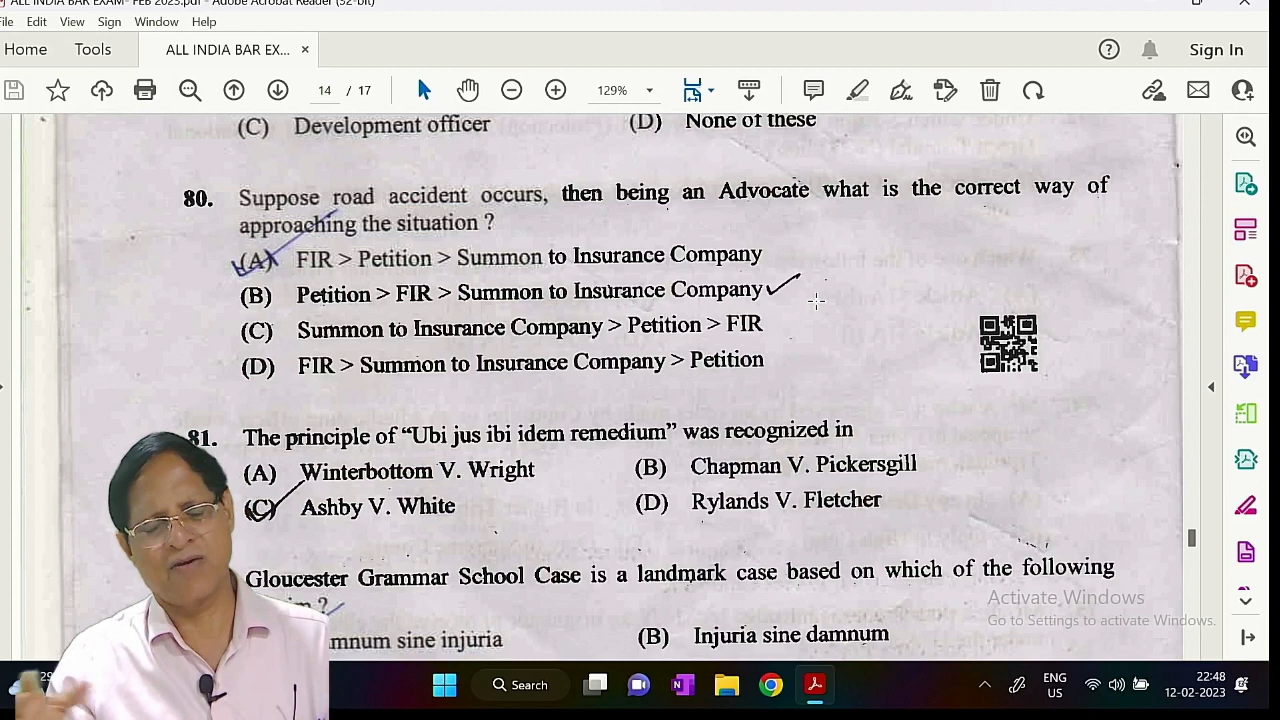 ALL INDIA BAR EXAM- FEB 2023.pdf - Adobe Acrobat Reader (32-bit)
File Edit View Sign Window Help
Home Tools ALL INDIA BAR EX... × Sign In
14 / 17 129%
(C) Development officer (D) None of these
80. Suppose road accident occurs, then being an Advocate what is the correct way of
approaching the situation ?
(A) FIR > Petition > Summon to Insurance Company
(B) Petition > FIR > Summon to Insurance Company
(C) Summon to Insurance Company > Petition > FIR
(D) FIR > Summon to Insurance Company > Petition
81. The principle of “Ubi jus ibi idem remedium” was recognized in
(A) Winterbottom V. Wright (B) Chapman V. Pickersgill
(C) Ashby V. White (D) Rylands V. Fletcher
Gloucester Grammar School Case is a landmark case based on which of the following
?
mnum sine injuria (B) Injuria sine damnum
Activate Windows
Go to Settings to activate Windows.
Search
ENG
US
22:48
12-02-2023